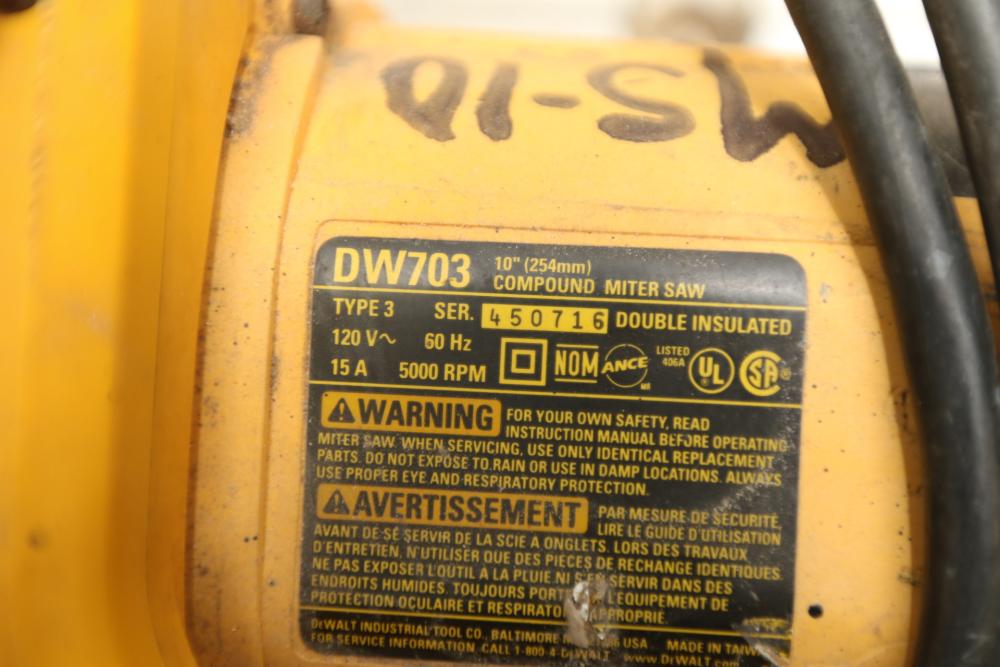 MS-10
DW703 10" (254mm)
COMPOUND MITER SAW
TYPE 3 SER. 450716 DOUBLE INSULATED
120 V~ 60 Hz
15 A 5000 RPM NOM ANCE MR LISTED 406A UL SA
WARNING FOR YOUR OWN SAFETY, READ
INSTRUCTION MANUAL BEFORE OPERATING
MITER SAW. WHEN SERVICING, USE ONLY IDENTICAL REPLACEMENT
PARTS. DO NOT EXPOSE TO RAIN OR USE IN DAMP LOCATIONS. ALWAYS
USE PROPER EYE AND RESPIRATORY PROTECTION.
AVERTISSEMENT PAR MESURE DE SÉCURITÉ,
LIRE LE GUIDE D'UTILISATION
AVANT DE SE SERVIR DE LA SCIE À ONGLETS. LORS DES TRAVAUX
D'ENTRETIEN, N'UTILISER QUE DES PIÈCES DE RECHANGE IDENTIQUES.
NE PAS EXPOSER L'OUTIL À LA PLUIE NI S'EN SERVIR DANS DES
ENDROITS HUMIDES. TOUJOURS L'ÉQUIPEMENT DE
PROTECTION OCULAIRE ET
DEWALT INDUSTRIAL TOOL CO., BALTIMORE USA MADE IN
FOR SERVICE INFORMATION, CALL 1-800-4-DEWALT www.DEWALT.com